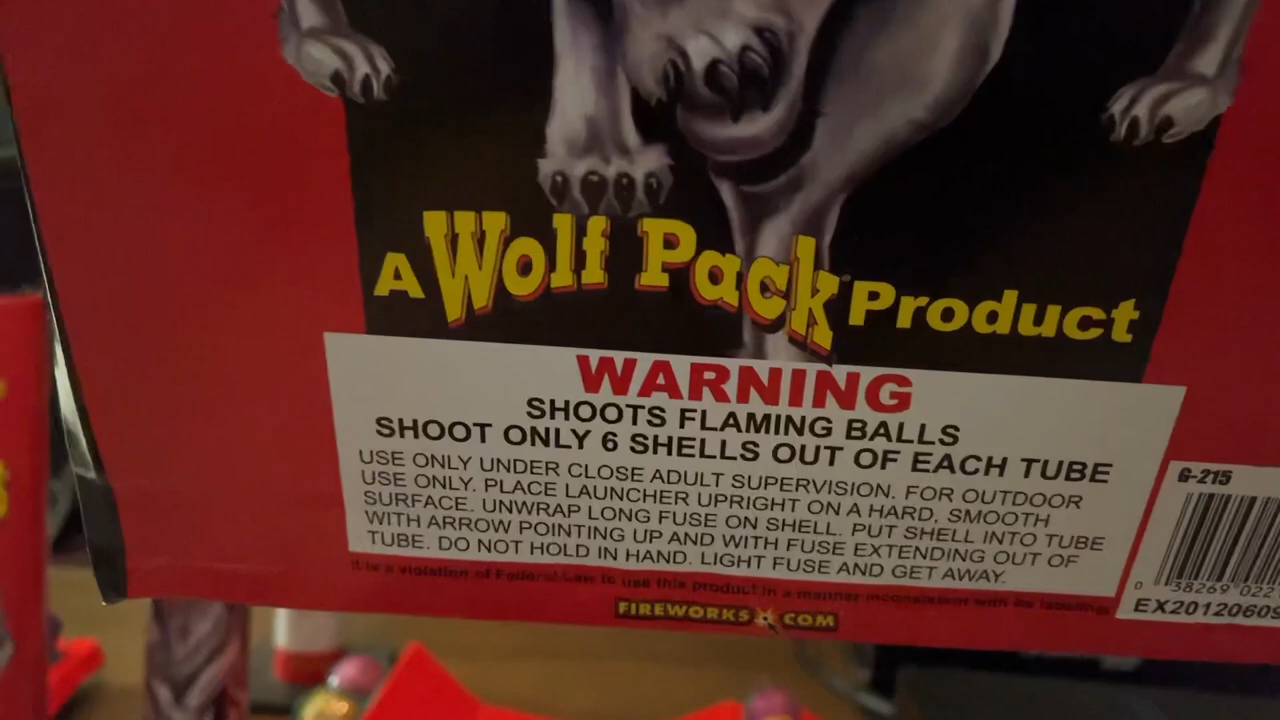 A Wolf Pack Product
WARNING
SHOOTS FLAMING BALLS
SHOOT ONLY 6 SHELLS OUT OF EACH TUBE
USE ONLY UNDER CLOSE ADULT SUPERVISION. FOR OUTDOOR
USE ONLY. PLACE LAUNCHER UPRIGHT ON A HARD, SMOOTH
SURFACE. UNWRAP LONG FUSE ON SHELL. PUT SHELL INTO TUBE
WITH ARROW POINTING UP AND WITH FUSE EXTENDING OUT OF
TUBE. DO NOT HOLD IN HAND. LIGHT FUSE AND GET AWAY.
It is a violation of Federal Law to use this product in a manner inconsistent with its labeling.
FIREWORKS COM
G-215
0 38269 022
EX2012060